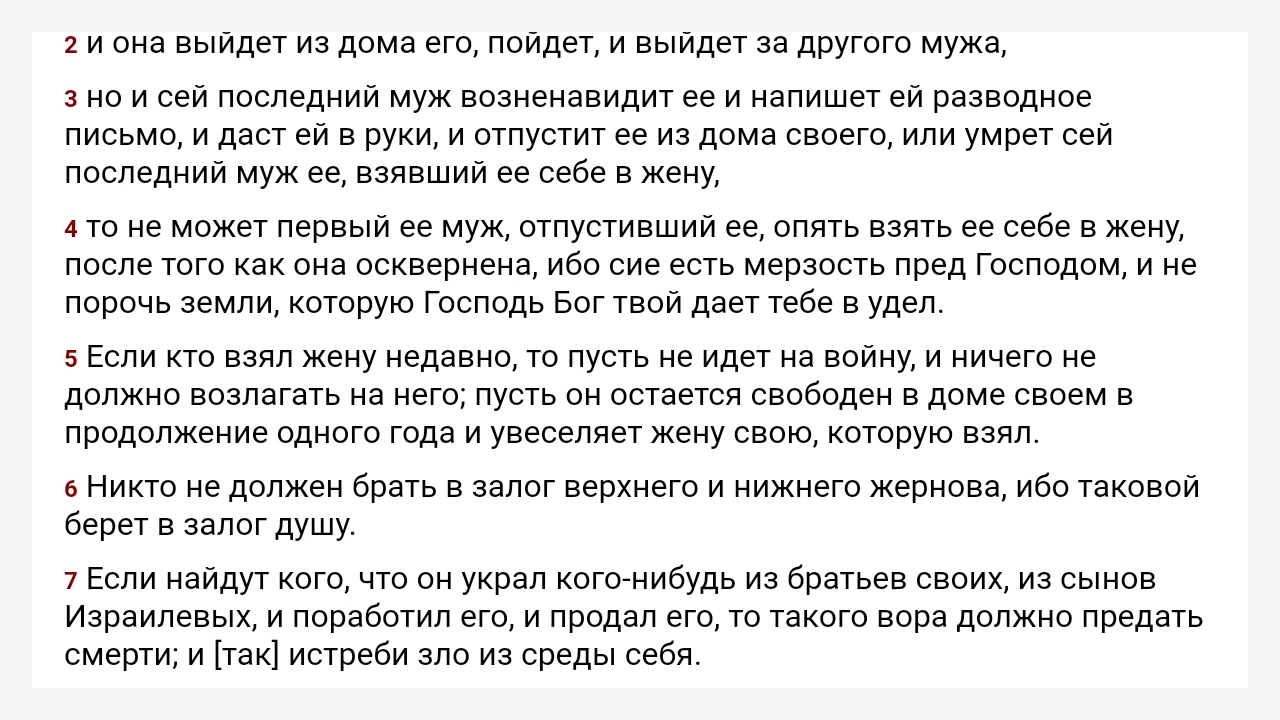 2 и она выйдет из дома его, пойдет, и выйдет за другого мужа,
3 но и сей последний муж возненавидит ее и напишет ей разводное
письмо, и даст ей в руки, и отпустит ее из дома своего, или умрет сей
последний муж ее, взявший ее себе в жену,
4 то не может первый ее муж, отпустивший ее, опять взять ее себе в жену,
после того как она осквернена, ибо сие есть мерзость пред Господом, и не
порочь земли, которую Господь Бог твой дает тебе в удел.
5 Если кто взял жену недавно, то пусть не идет на войну, и ничего не
должно возлагать на него; пусть он остается свободен в доме своем в
продолжение одного года и увеселяет жену свою, которую взял.
6 Никто не должен брать в залог верхнего и нижнего жернова, ибо таковой
берет в залог душу.
7 Если найдут кого, что он украл кого-нибудь из братьев своих, из сынов
Израилевых, и поработил его, и продал его, то такого вора должно предать
смерти; и [так] истреби зло из среды себя.